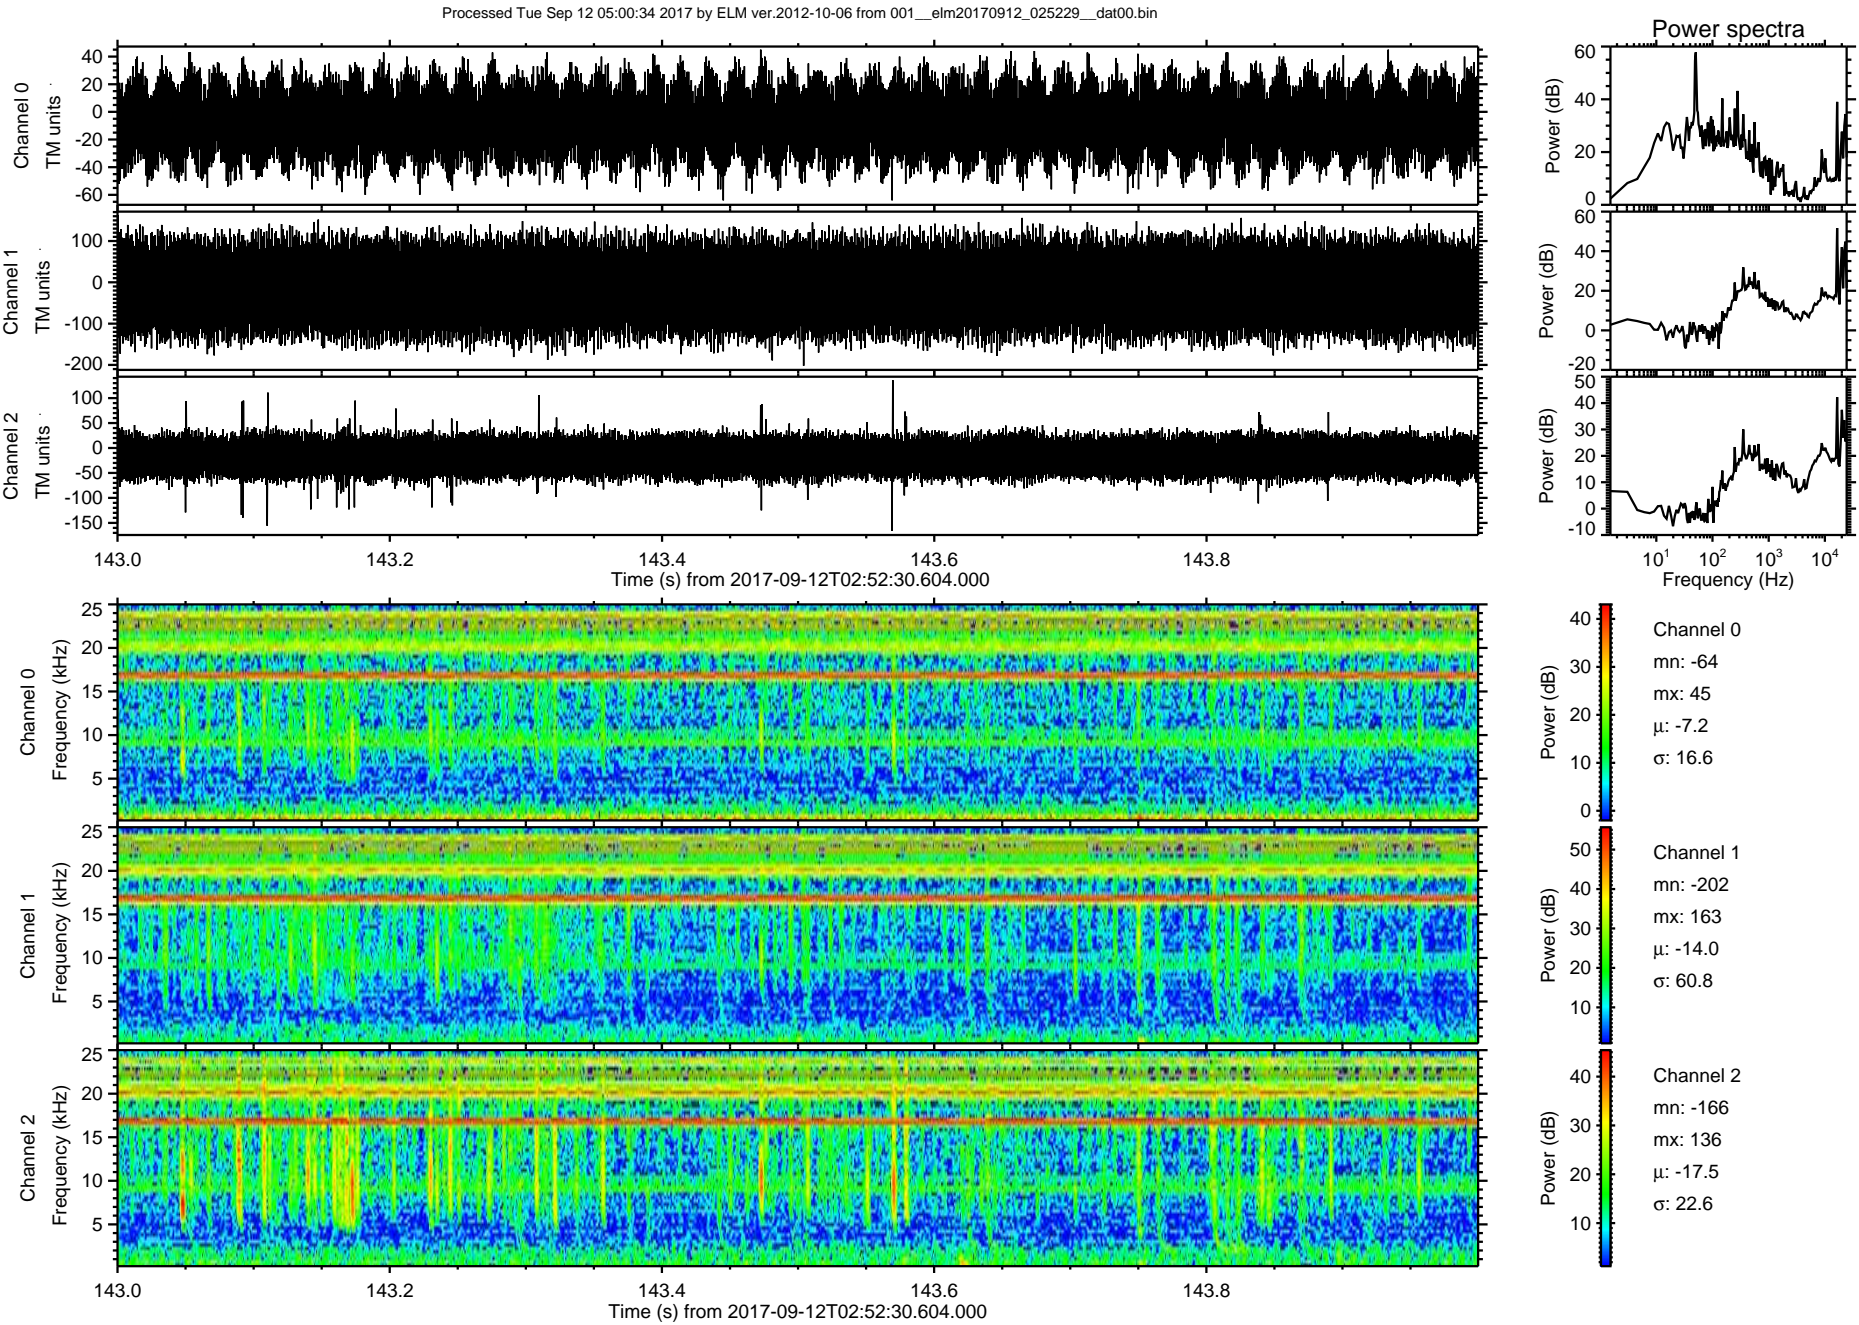 Processed Tue Sep 12 05:00:34 2017 by ELM ver.2012-10-06 from 001__elm20170912_025229__dat00.bin
Power spectra
Channel 0
TM units
40
20
0
-20
-40
-60
Power (dB)
60
40
20
0
Channel 1
TM units
100
0
-100
-200
Power (dB)
60
40
20
0
-20
Channel 2
TM units
100
50
0
-50
-100
-150
Power (dB)
50
40
30
20
10
0
-10
143.0 143.2 143.4 143.6 143.8
Time (s) from 2017-09-12T02:52:30.604.000
10¹ 10² 10³ 10⁴
Frequency (Hz)
Channel 0
Frequency (kHz)
25
20
15
10
5
Power (dB)
40
30
20
10
0
Channel 0
mn: -64
mx: 45
μ: -7.2
σ: 16.6
Channel 1
Frequency (kHz)
25
20
15
10
5
Power (dB)
50
40
30
20
10
Channel 1
mn: -202
mx: 163
μ: -14.0
σ: 60.8
Channel 2
Frequency (kHz)
25
20
15
10
5
Power (dB)
40
30
20
10
Channel 2
mn: -166
mx: 136
μ: -17.5
σ: 22.6
143.0 143.2 143.4 143.6 143.8
Time (s) from 2017-09-12T02:52:30.604.000